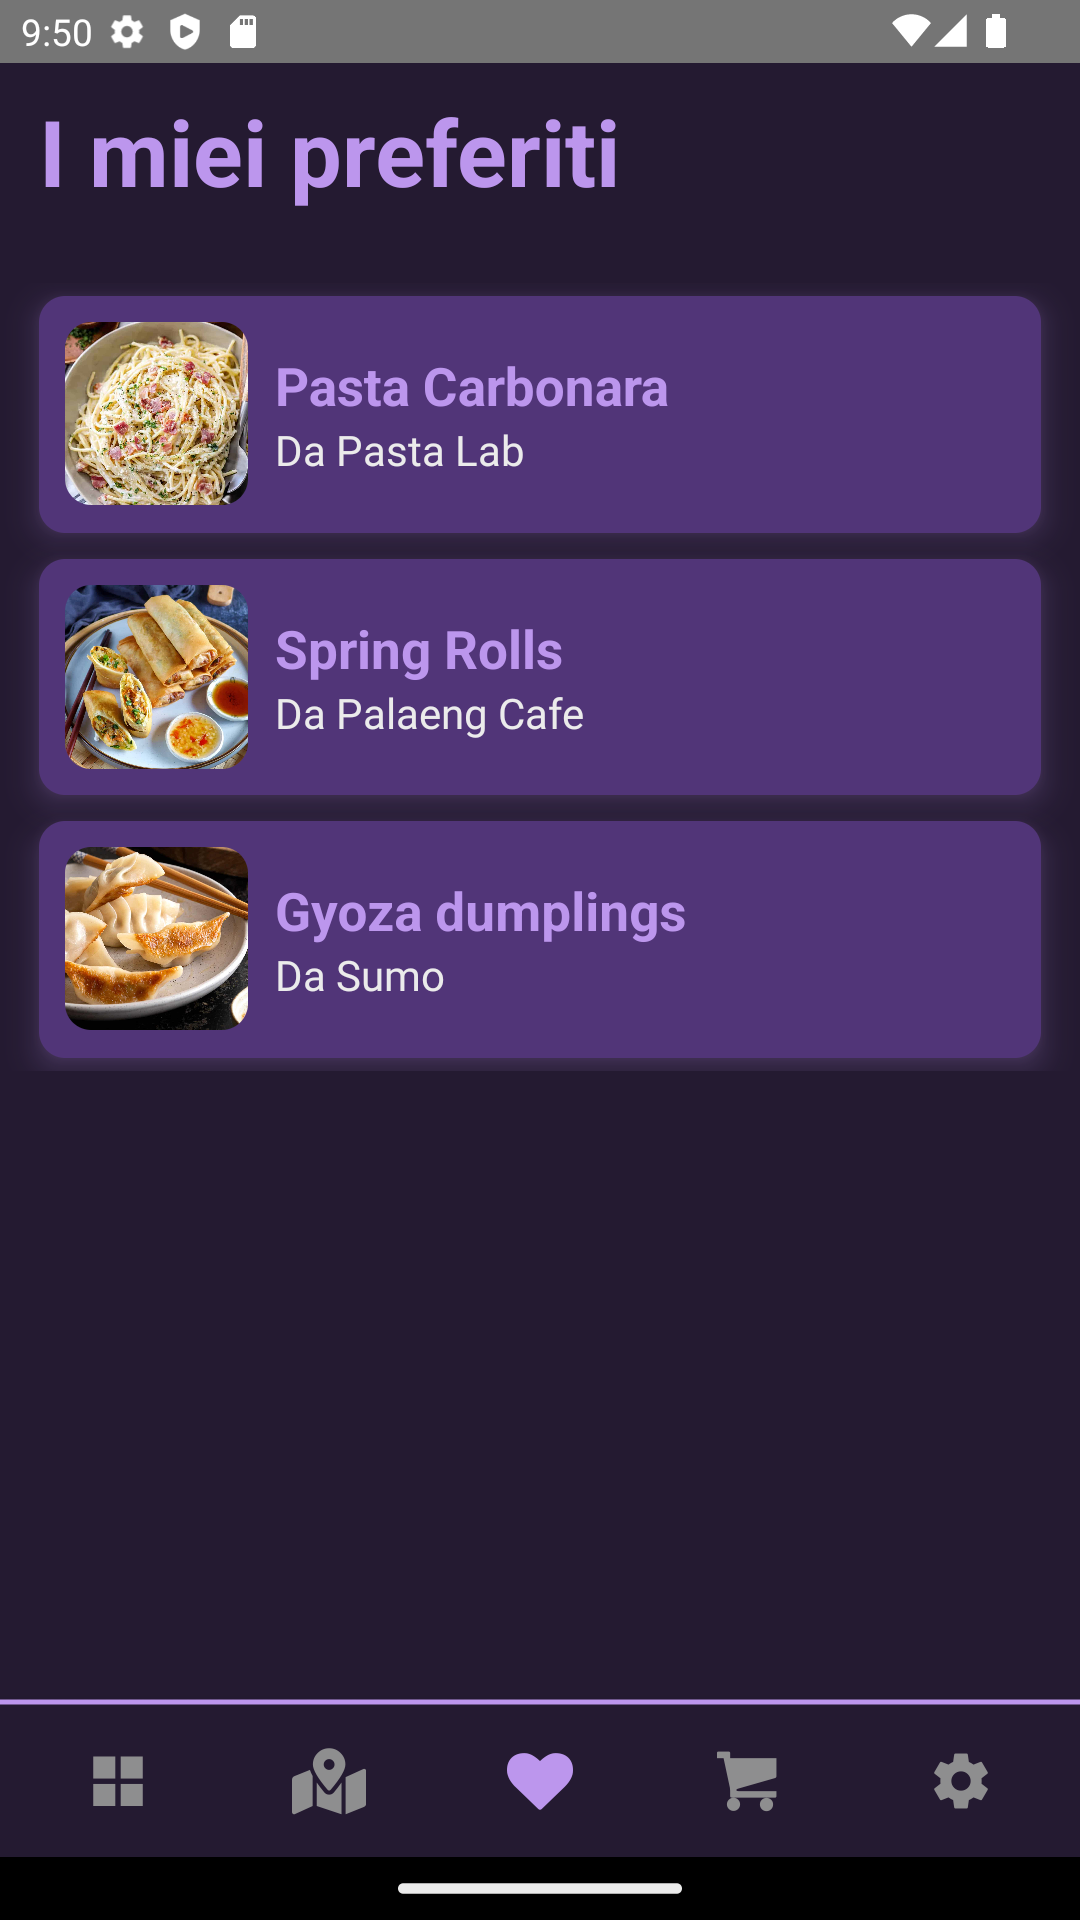 9:50
I miei preferiti
Pasta Carbonara
Da Pasta Lab
Spring Rolls
Da Palaeng Cafe
Gyoza dumplings
Da Sumo